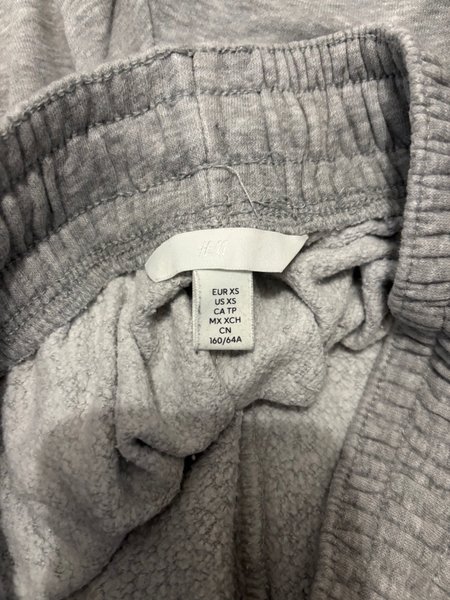 H&M
EUR XS
US XS
CA TP
MX XCH
CN
160/64A